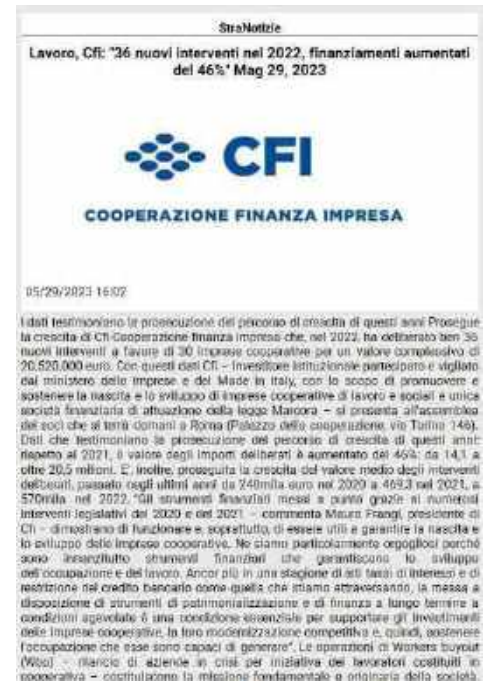 StraNotizie
Lavoro, Cfi: "36 nuovi interventi nel 2022, finanziamenti aumentati
del 46%" Mag 29, 2023
CFI
COOPERAZIONE FINANZA IMPRESA
05/29/2023 16:02
I dati testimoniano la prosecuzione del percorso di crescita di questi anni Prosegue
la crescita di Cfi-Cooperazione finanza impresa che, nel 2022, ha deliberato ben 36
nuovi interventi a favore di 30 imprese cooperative per un valore complessivo di
20.520.000 euro. Con questi dati CFI – Investitore istituzionale partecipato e vigilato
dal ministero delle Imprese e del Made in Italy, con lo scopo di promuovere e
sostenere la nascita e lo sviluppo di imprese cooperative di lavoro e sociali e unica
società finanziaria di attuazione della legge Marcora – si presenta all'assemblea
dei soci che si terrà domani a Roma (Palazzo della cooperazione, via Torino 146).
Dati che testimoniano la prosecuzione del percorso di crescita di questi anni:
rispetto al 2021, il valore degli importi deliberati è aumentato del 46%: da 14,1 a
oltre 20,5 milioni. E', inoltre, proseguita la crescita del valore medio degli interventi
deliberati, passato negli ultimi anni da 240mila euro nel 2020 a 469,3 nel 2021, a
570mila nel 2022. "Gli strumenti finanziari messi a punto grazie ai numerosi
interventi legislativi del 2020 e del 2021 – commenta Mauro Frangi, presidente di
Cfi – dimostrano di funzionare e, soprattutto, di essere utili a garantire la nascita e
lo sviluppo delle imprese cooperative. Ne siamo particolarmente orgogliosi perché
sono innanzitutto strumenti finanziari che garantiscono lo sviluppo
dell'occupazione e del lavoro. Ancor più in una stagione di alti tassi di interessi e di
restrizione del credito bancario come quella che stiamo attraversando, la messa a
disposizione di strumenti di patrimonializzazione e di finanza a lungo termine a
condizioni agevolate è una condizione essenziale per supportare gli investimenti
delle imprese cooperative, la loro modernizzazione competitiva e, quindi, sostenere
l'occupazione che esse sono capaci di generare". Le operazioni di Workers buyout
(Wbo) – rilancio di aziende in crisi per iniziativa dei lavoratori costituiti in
cooperativa – costituiscono la missione fondamentale e originaria della società.